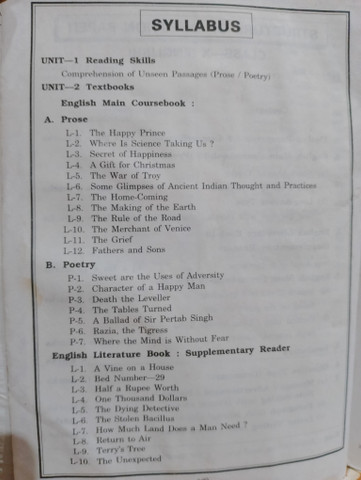 SYLLABUS
UNIT—1 Reading Skills
Comprehension of Unseen Passages (Prose / Poetry)
UNIT—2 Textbooks
English Main Coursebook :
A. Prose
L-1. The Happy Prince
L-2. Where Is Science Taking Us ?
L-3. Secret of Happiness
L-4. A Gift for Christmas
L-5. The War of Troy
L-6. Some Glimpses of Ancient Indian Thought and Practices
L-7. The Home-Coming
L-8. The Making of the Earth
L-9. The Rule of the Road
L-10. The Merchant of Venice
L-11. The Grief
L-12. Fathers and Sons
B. Poetry
P-1. Sweet are the Uses of Adversity
P-2. Character of a Happy Man
P-3. Death the Leveller
P-4. The Tables Turned
P-5. A Ballad of Sir Pertab Singh
P-6. Razia, the Tigress
P-7. Where the Mind is Without Fear
English Literature Book : Supplementary Reader
L-1. A Vine on a House
L-2. Bed Number—29
L-3. Half a Rupee Worth
L-4. One Thousand Dollars
L-5. The Dying Detective
L-6. The Stolen Bacillus
L-7. How Much Land Does a Man Need ?
L-8. Return to Air
L-9. Terry's Tree
L-10. The Unexpected